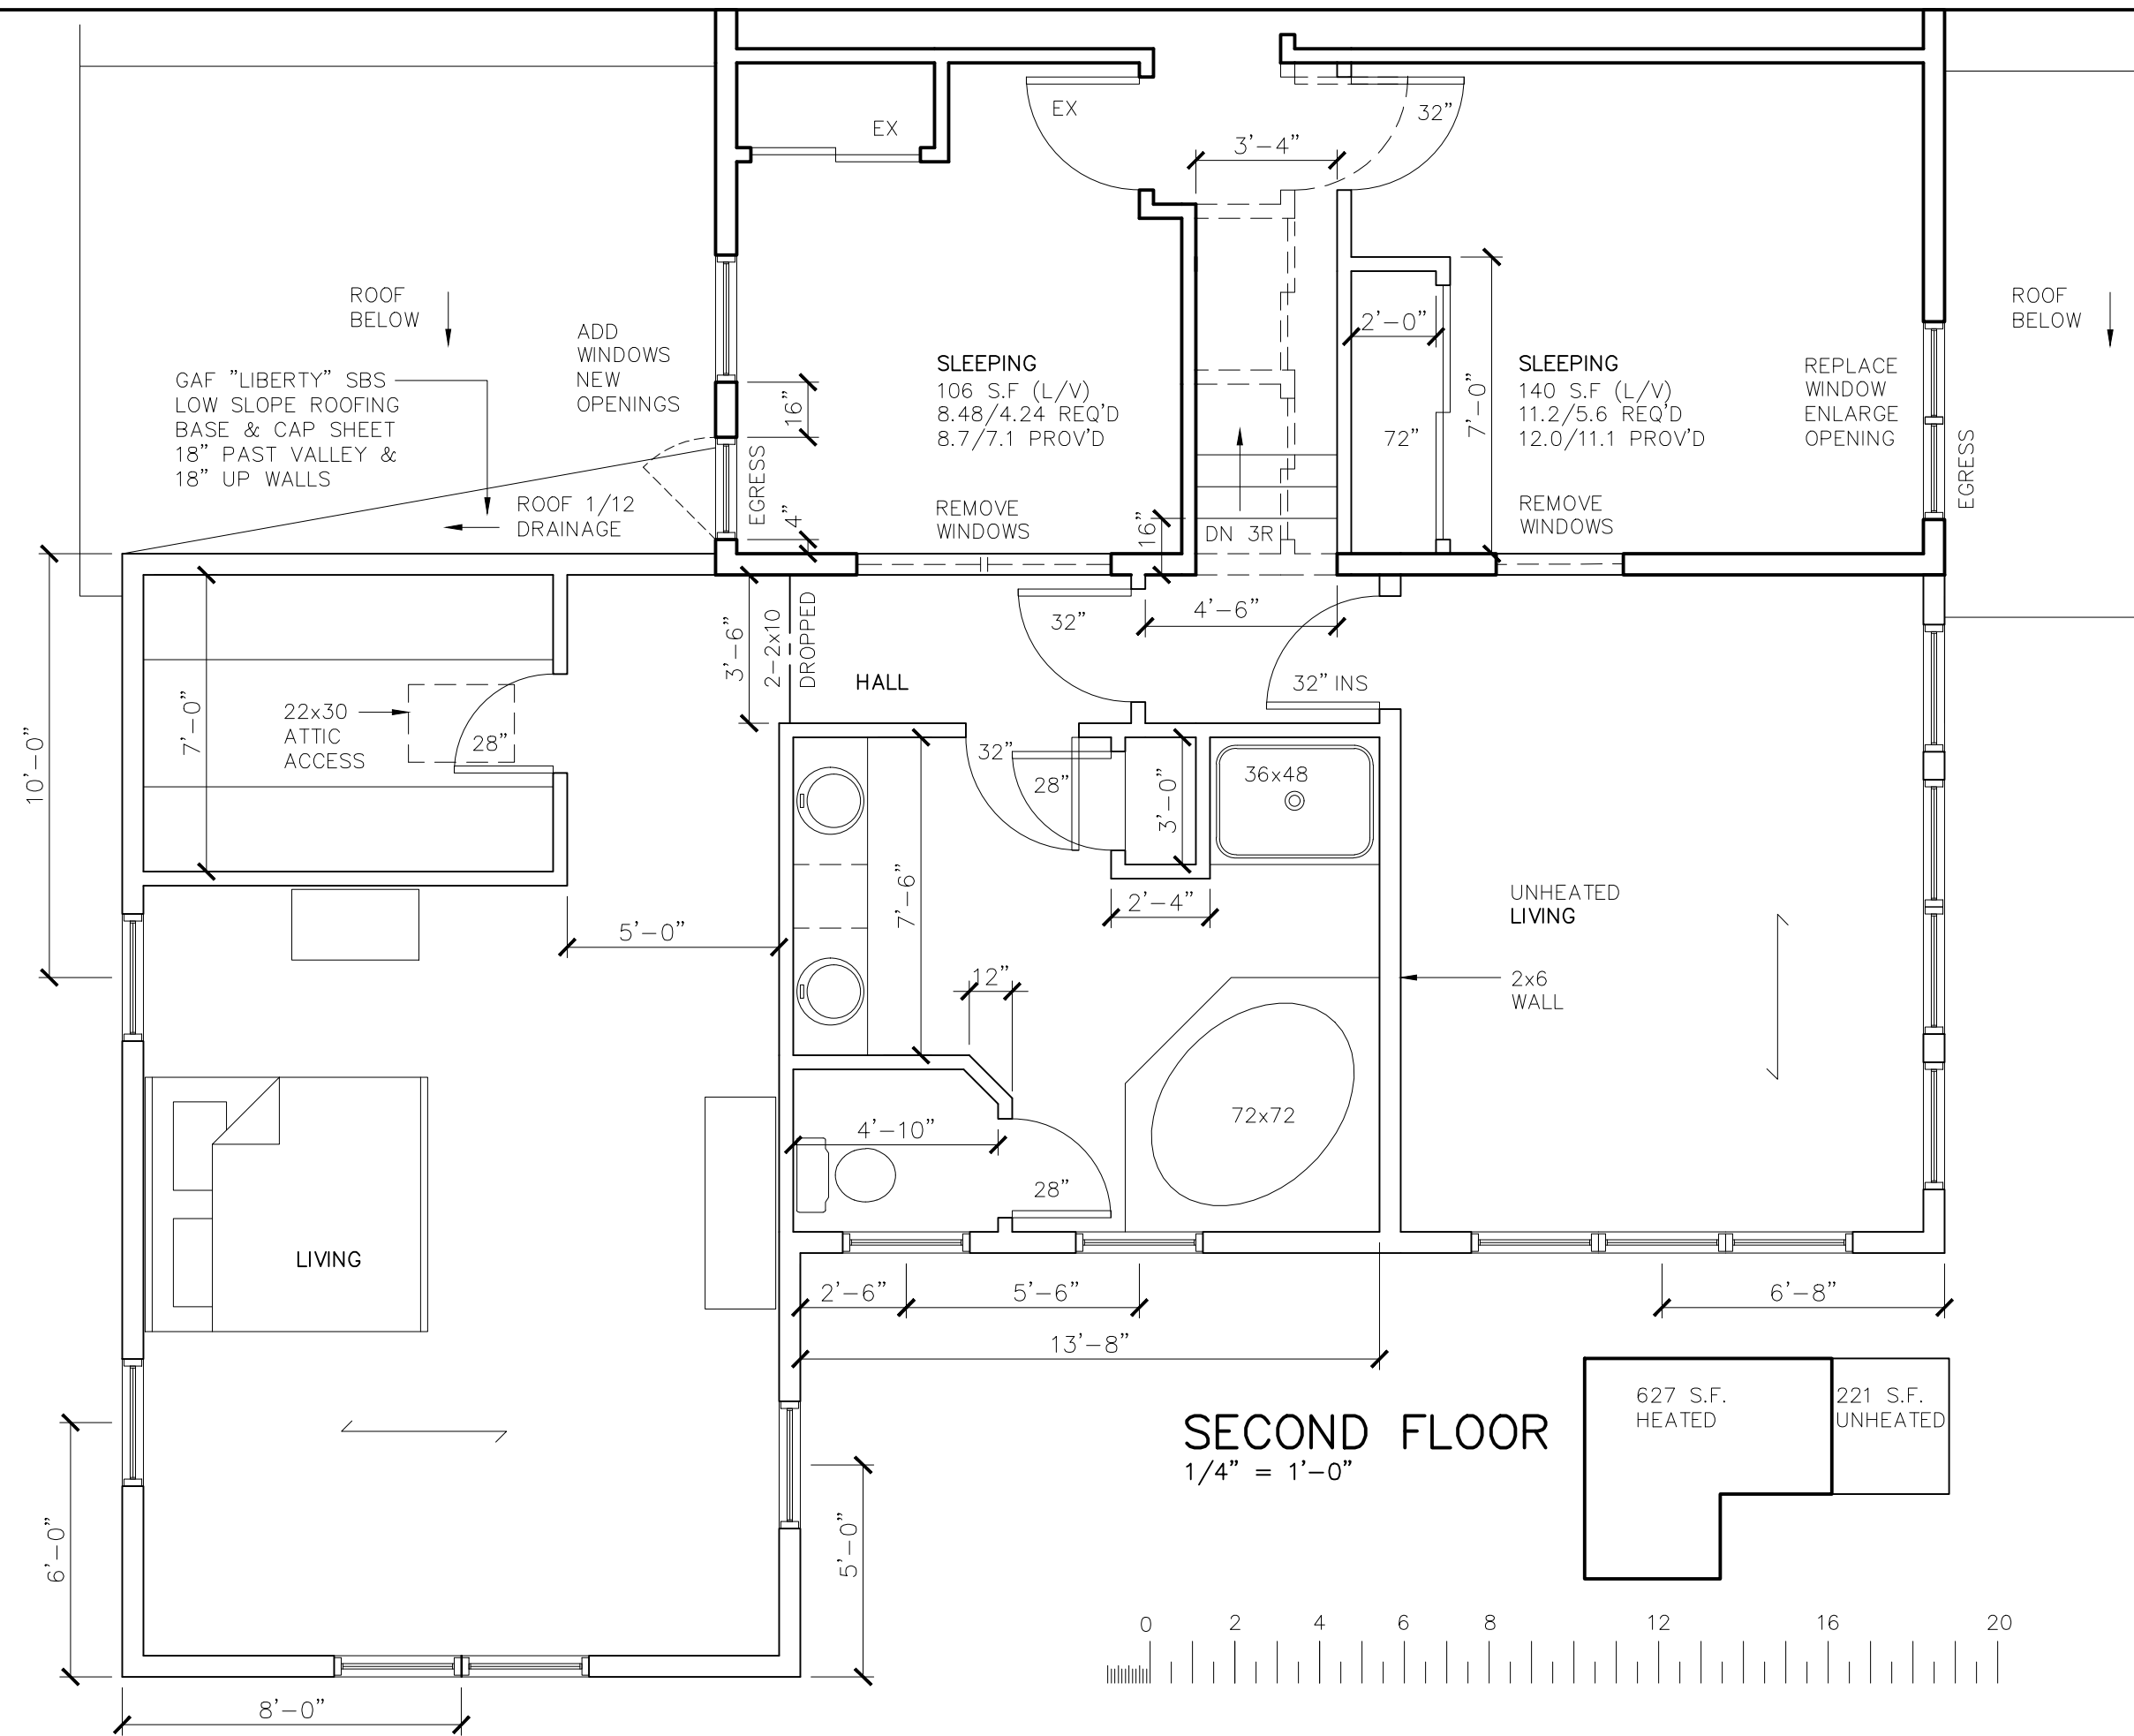 EX
EX
32"
3'-4"
ROOF
BELOW
ADD
WINDOWS
NEW
OPENINGS
GAF "LIBERTY" SBS
LOW SLOPE ROOFING
BASE & CAP SHEET
18" PAST VALLEY &
18" UP WALLS
ROOF 1/12
DRAINAGE
16"
EGRESS
4"
SLEEPING
106 S.F (L/V)
8.48/4.24 REQ'D
8.7/7.1 PROV'D
REMOVE
WINDOWS
16"
DN 3R
2'-0"
72"
7'-0"
SLEEPING
140 S.F (L/V)
11.2/5.6 REQ'D
12.0/11.1 PROV'D
REMOVE
WINDOWS
REPLACE
WINDOW
ENLARGE
OPENING
EGRESS
ROOF
BELOW
10'-0"
7'-0"
22x30
ATTIC
ACCESS
28"
3'-6"
2-2x10
DROPPED
HALL
32"
4'-6"
32" INS
32"
28"
3'-0"
36x48
7'-6"
2'-4"
5'-0"
12"
UNHEATED
LIVING
2x6
WALL
72x72
4'-10"
28"
LIVING
2'-6"
5'-6"
6'-8"
13'-8"
6'-0"
5'-0"
8'-0"
SECOND FLOOR
1/4" = 1'-0"
627 S.F.
HEATED
221 S.F.
UNHEATED
0 2 4 6 8 12 16 20